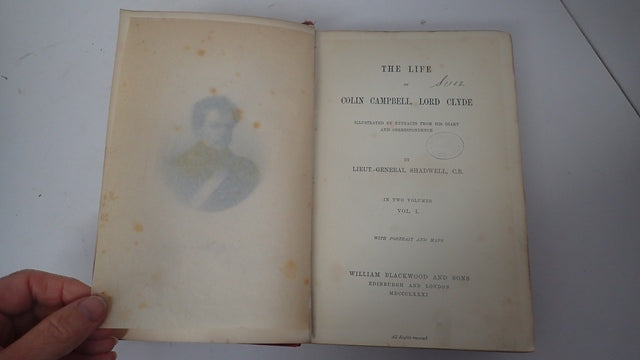 THE LIFE
OF
COLIN CAMPBELL, LORD CLYDE
ILLUSTRATED BY EXTRACTS FROM HIS DIARY
AND CORRESPONDENCE
BY
LIEUT.-GENERAL SHADWELL, C.B.
IN TWO VOLUMES
VOL. I.
WITH PORTRAIT AND MAPS
WILLIAM BLACKWOOD AND SONS
EDINBURGH AND LONDON
MDCCCLXXXI
All Rights reserved